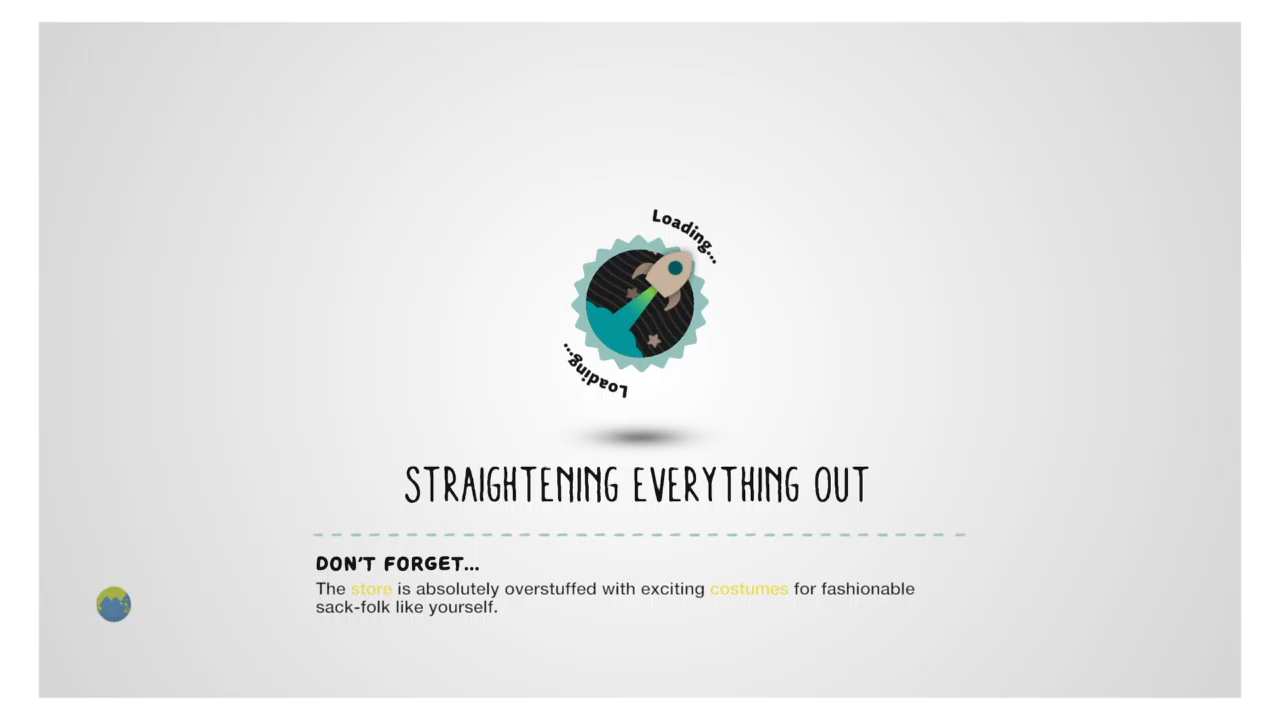 Loading...
Loading...
STRAIGHTENING EVERYTHING OUT
DON'T FORGET...
The store is absolutely overstuffed with exciting costumes for fashionable
sack-folk like yourself.